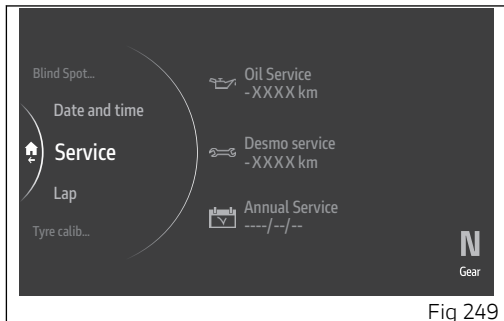 Blind Spot...
Date and time
Service
Lap
Tyre calib...
Oil Service
-XXXX km
Desmo service
-XXXX km
Annual Service
----/--/--
N
Gear
Fig 249